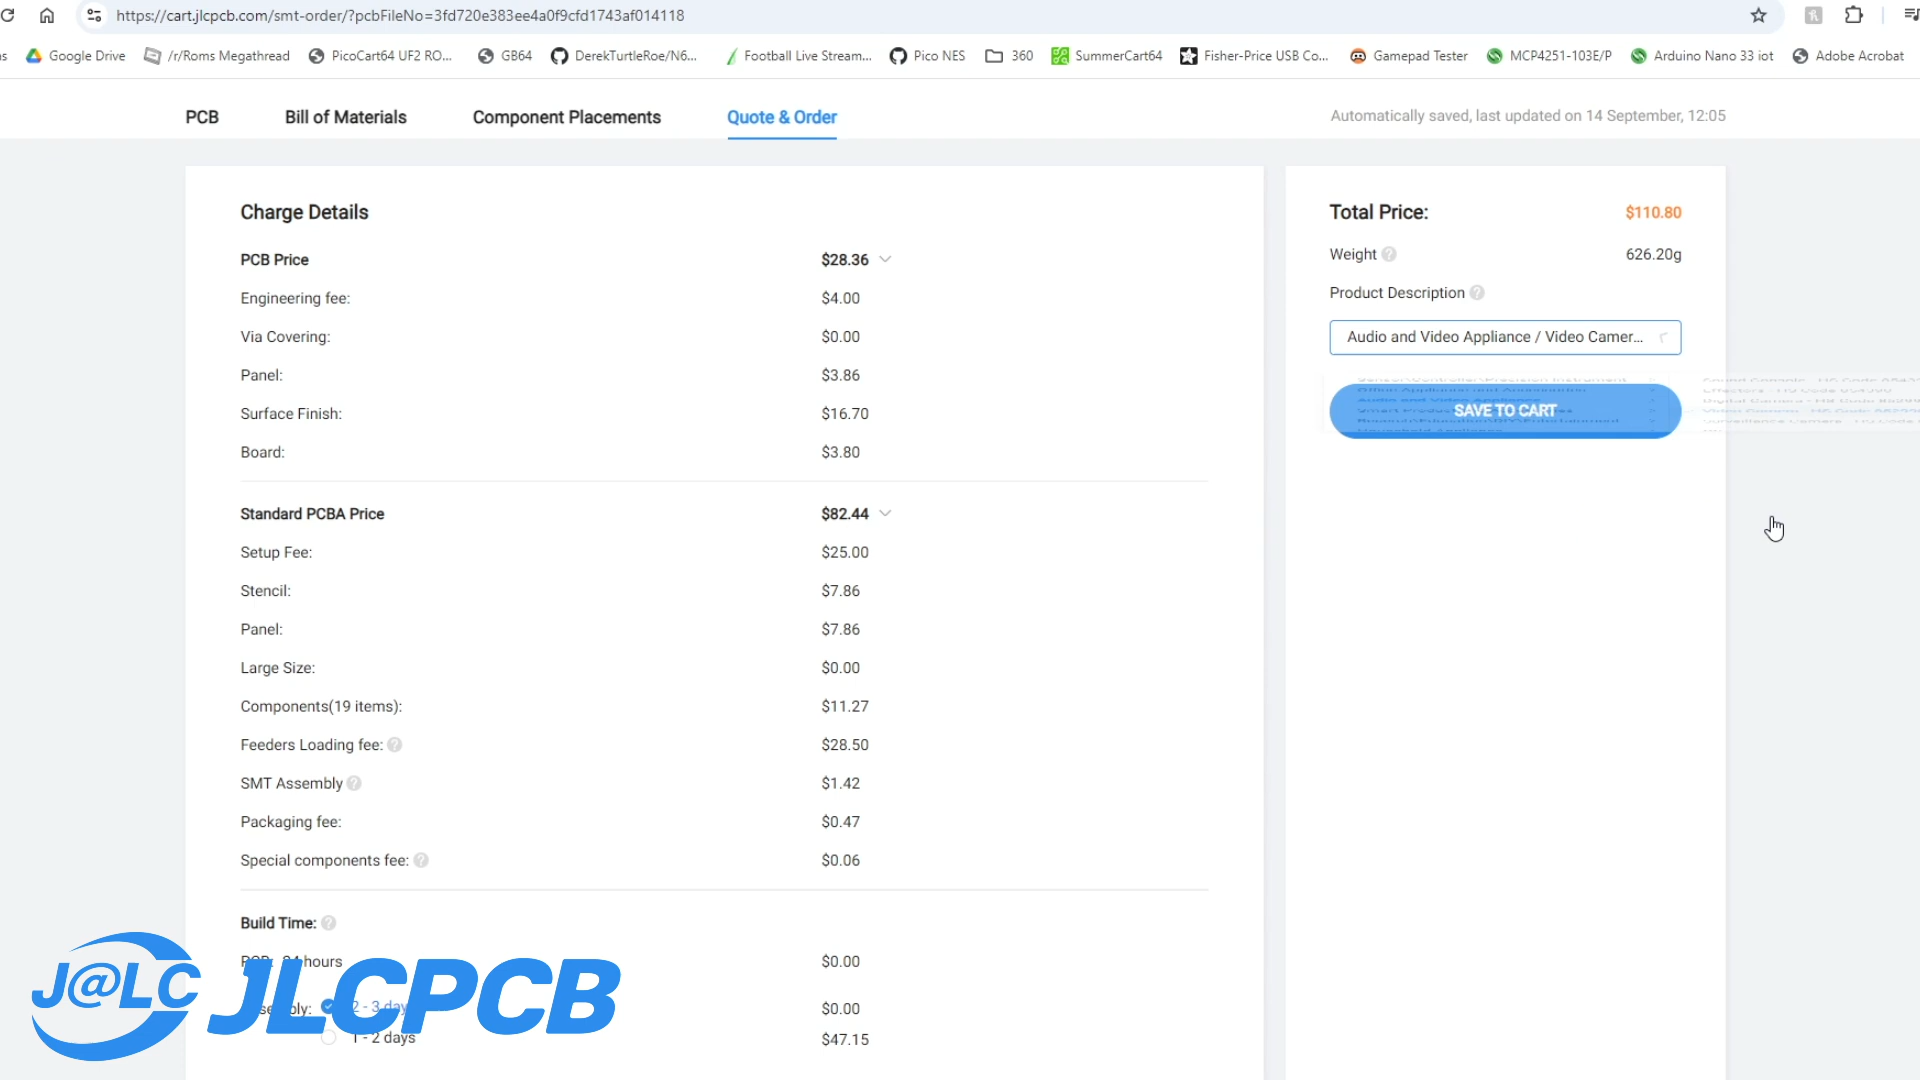 https://cart.jlcpcb.com/smt-order/?pcbFileNo=3fd720e383ee4a0f9cfd1743af014118
Google Drive
/r/Roms Megathread
PicoCart64 UF2 RO...
GB64
DerekTurtleRoe/N6...
Football Live Stream...
Pico NES
360
SummerCart64
Fisher-Price USB Co...
Gamepad Tester
MCP4251-103E/P
Arduino Nano 33 iot
Adobe Acrobat
PCB
Bill of Materials
Component Placements
Quote & Order
Automatically saved, last updated on 14 September, 12:05
Charge Details
PCB Price $28.36
Engineering fee: $4.00
Via Covering: $0.00
Panel: $3.86
Surface Finish: $16.70
Board: $3.80
Standard PCBA Price $82.44
Setup Fee: $25.00
Stencil: $7.86
Panel: $7.86
Large Size: $0.00
Components(19 items): $11.27
Feeders Loading fee: $28.50
SMT Assembly $1.42
Packaging fee: $0.47
Special components fee: $0.06
Build Time:
hours $0.00
2 - 3 $0.00
1 - 2 days $47.15
Total Price: $110.80
Weight 626.20g
Product Description
Audio and Video Appliance / Video Camer...
SAVE TO CART
J@LC JLCPCB